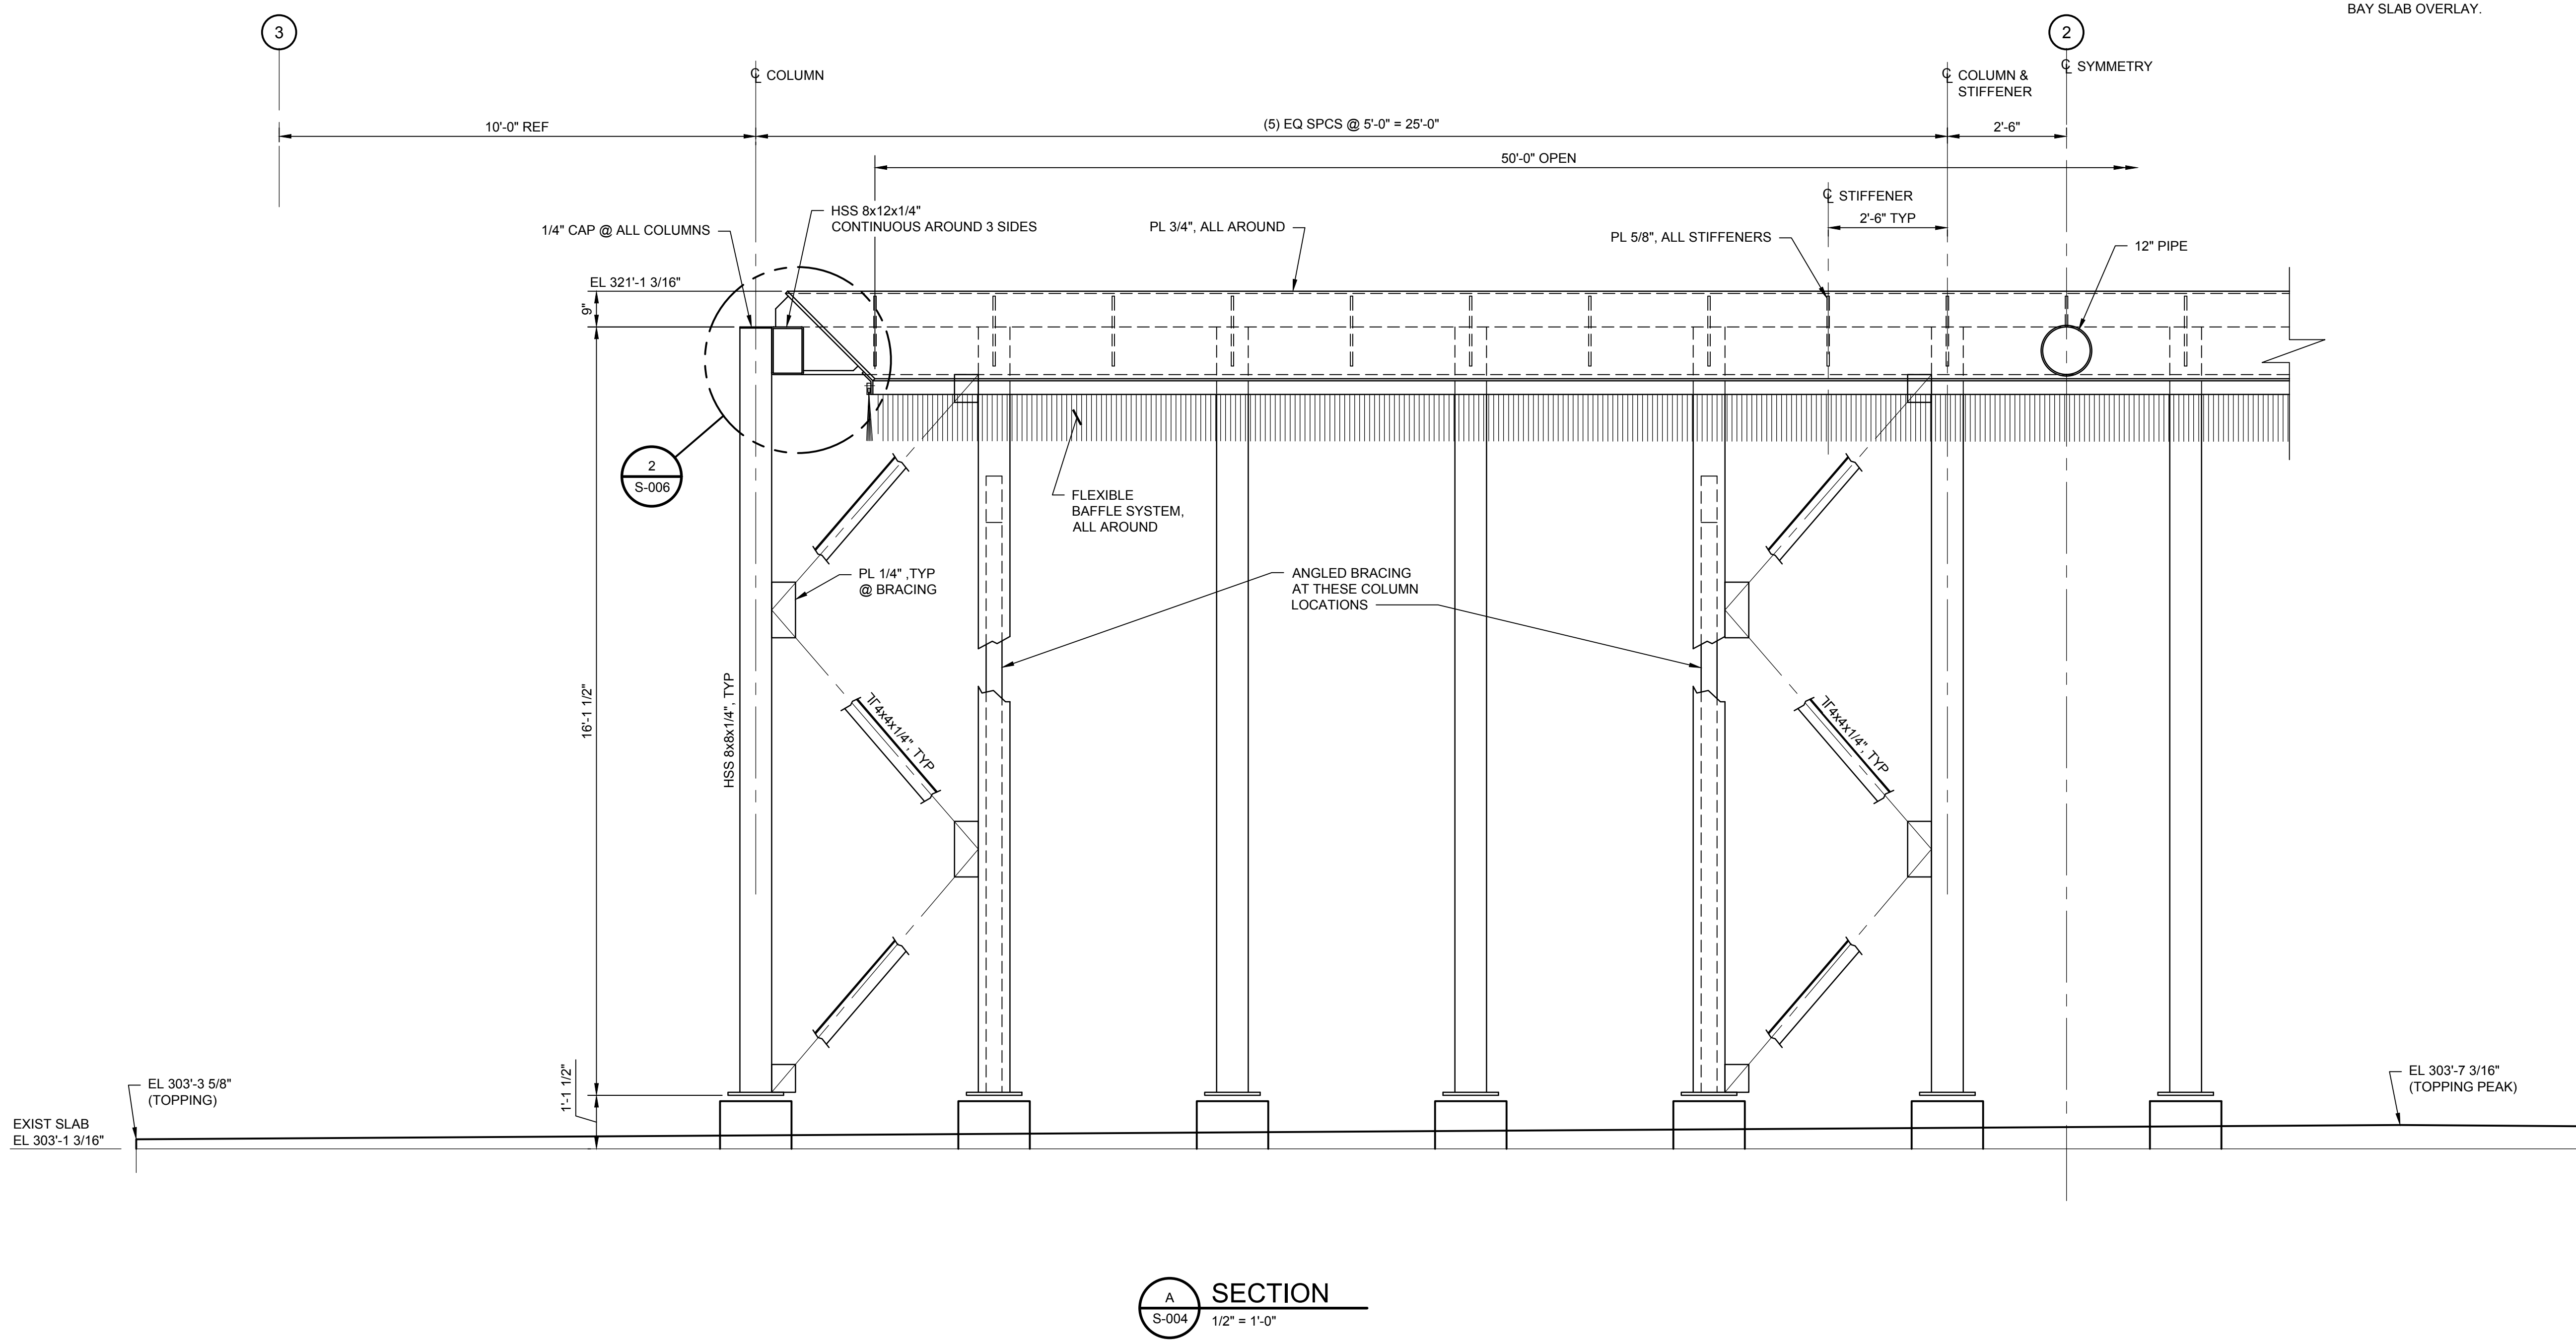 BAY SLAB OVERLAY.
3
2
℄ COLUMN
℄ COLUMN &
STIFFENER
℄ SYMMETRY
10'-0" REF
(5) EQ SPCS @ 5'-0" = 25'-0"
2'-6"
50'-0" OPEN
℄ STIFFENER
2'-6" TYP
HSS 8x12x1/4"
CONTINUOUS AROUND 3 SIDES
1/4" CAP @ ALL COLUMNS
PL 3/4", ALL AROUND
PL 5/8", ALL STIFFENERS
12" PIPE
EL 321'-1 3/16"
9"
2
S-006
FLEXIBLE
BAFFLE SYSTEM,
ALL AROUND
PL 1/4" ,TYP
@ BRACING
ANGLED BRACING
AT THESE COLUMN
LOCATIONS
16'-1 1/2"
HSS 8x8x1/4", TYP
4x4x1/4", TYP
4x4x1/4", TYP
1'-1 1/2"
EL 303'-3 5/8"
(TOPPING)
EXIST SLAB
EL 303'-1 3/16"
EL 303'-7 3/16"
(TOPPING PEAK)
A
S-004
SECTION
1/2" = 1'-0"